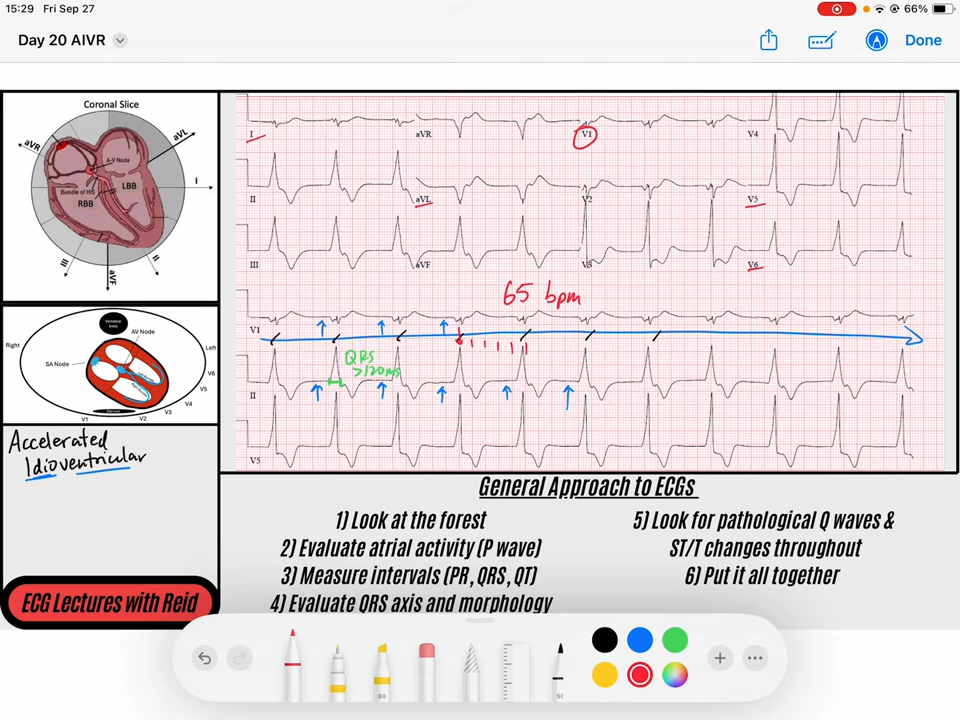 15:29 Fri Sep 27
66%
Day 20 AIVR
Done
Coronal Slice
aVR
aVL
A-V Node
I
Bundle of HIS
LBB
RBB
III
aVF
II
Vertebral
body
AV Node
Right
Left
SA Node
V6
V5
V4
V3
V1
V2
Accelerated
Idioventricular
ECG Lectures with Reid
I
aVR
V1
V4
II
aVL
V2
V5
III
aVF
V3
V6
65 bpm
V1
QRS
>120ms
II
V5
General Approach to ECGs
1) Look at the forest
2) Evaluate atrial activity (P wave)
3) Measure intervals (PR, QRS, QT)
4) Evaluate QRS axis and morphology
5) Look for pathological Q waves &
ST/T changes throughout
6) Put it all together